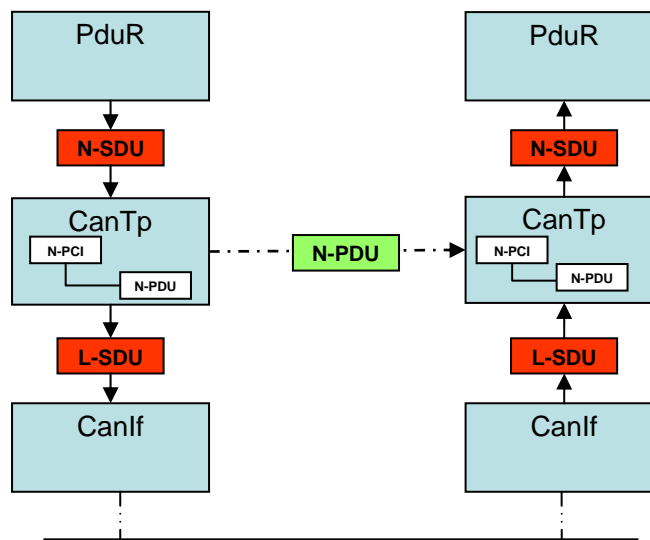 PduR
PduR
N-SDU
N-SDU
CanTp
CanTp
N-PCI
N-PDU
N-PDU
N-PCI
N-PDU
L-SDU
L-SDU
CanIf
CanIf